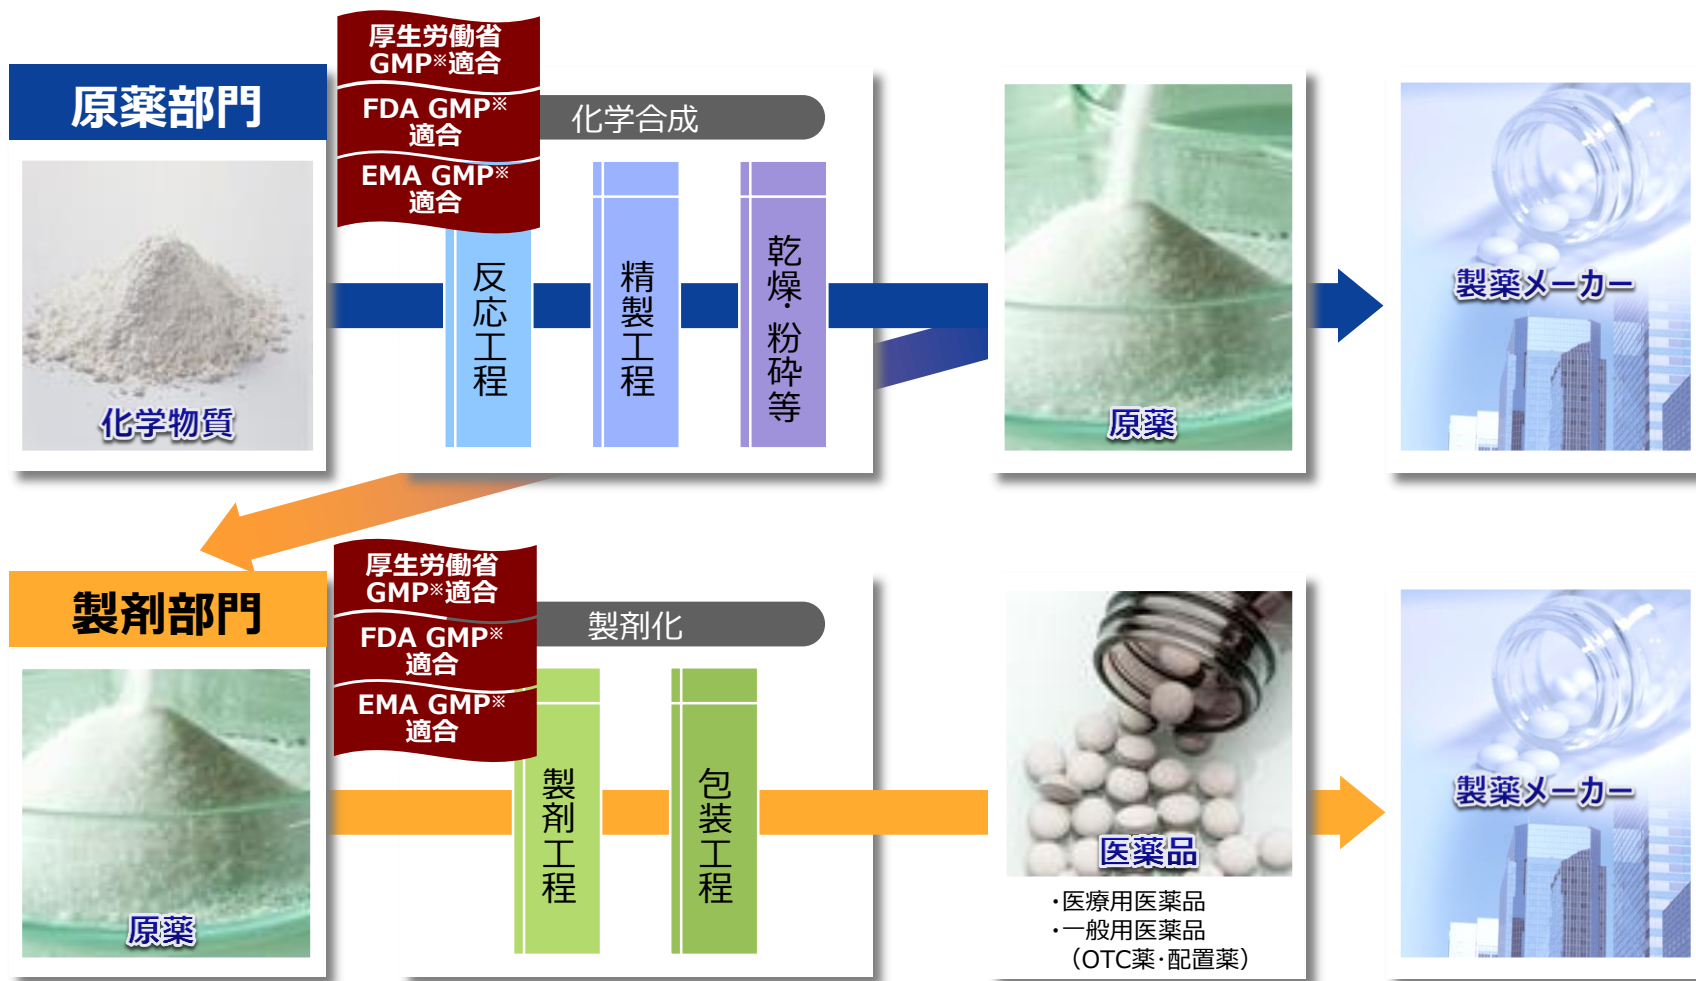 原薬部門
厚生労働省
GMP※適合
FDA GMP※
適合
EMA GMP※
適合
化学合成
反応工程
精製工程
乾燥・粉砕等
化学物質
原薬
製薬メーカー
製剤部門
厚生労働省
GMP※適合
FDA GMP※
適合
EMA GMP※
適合
製剤化
製剤工程
包装工程
原薬
医薬品
・医療用医薬品
・一般用医薬品
（OTC薬・配置薬）
製薬メーカー